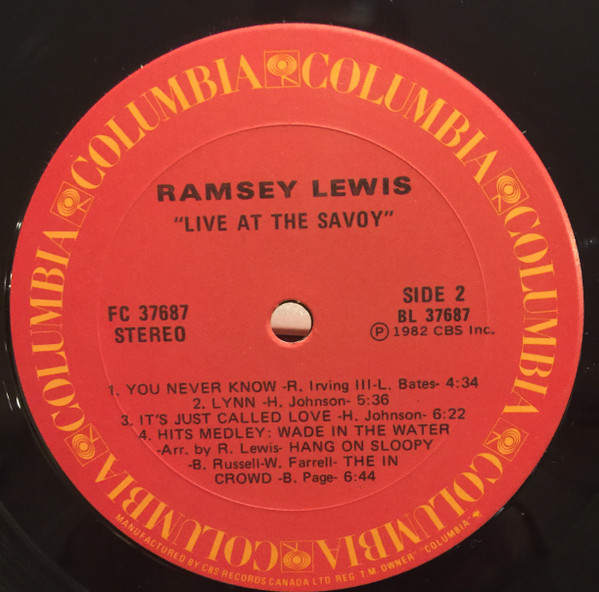 COLUMBIA COLUMBIA COLUMBIA COLUMBIA COLUMBIA COLUMBIA COLUMBIA COLUMBIA
RAMSEY LEWIS
"LIVE AT THE SAVOY"
FC 37687
STEREO
SIDE 2
BL 37687
Ⓟ 1982 CBS Inc.
1. YOU NEVER KNOW -R. Irving III-L. Bates- 4:34
2. LYNN -H. Johnson- 5:36
3. IT'S JUST CALLED LOVE -H. Johnson- 6:22
4. HITS MEDLEY: WADE IN THE WATER
-Arr. by R. Lewis- HANG ON SLOOPY
-B. Russell-W. Farrell- THE IN
CROWD -B. Page- 6:44
MANUFACTURED BY CBS RECORDS CANADA LTD REG T.M. OWNER "COLUMBIA"